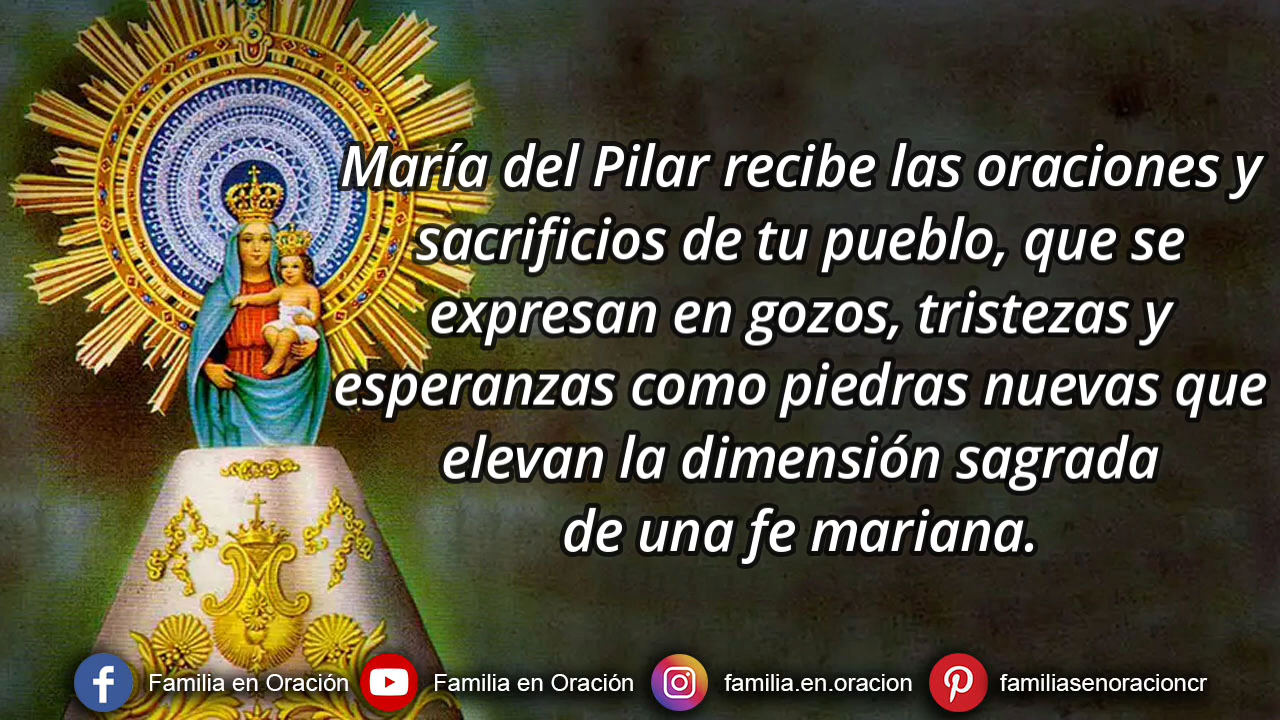 María del Pilar recibe las oraciones y
sacrificios de tu pueblo, que se
expresan en gozos, tristezas y
esperanzas como piedras nuevas que
elevan la dimensión sagrada
de una fe mariana.
Familia en Oración Familia en Oración familia.en.oracion familiasenoracioncr